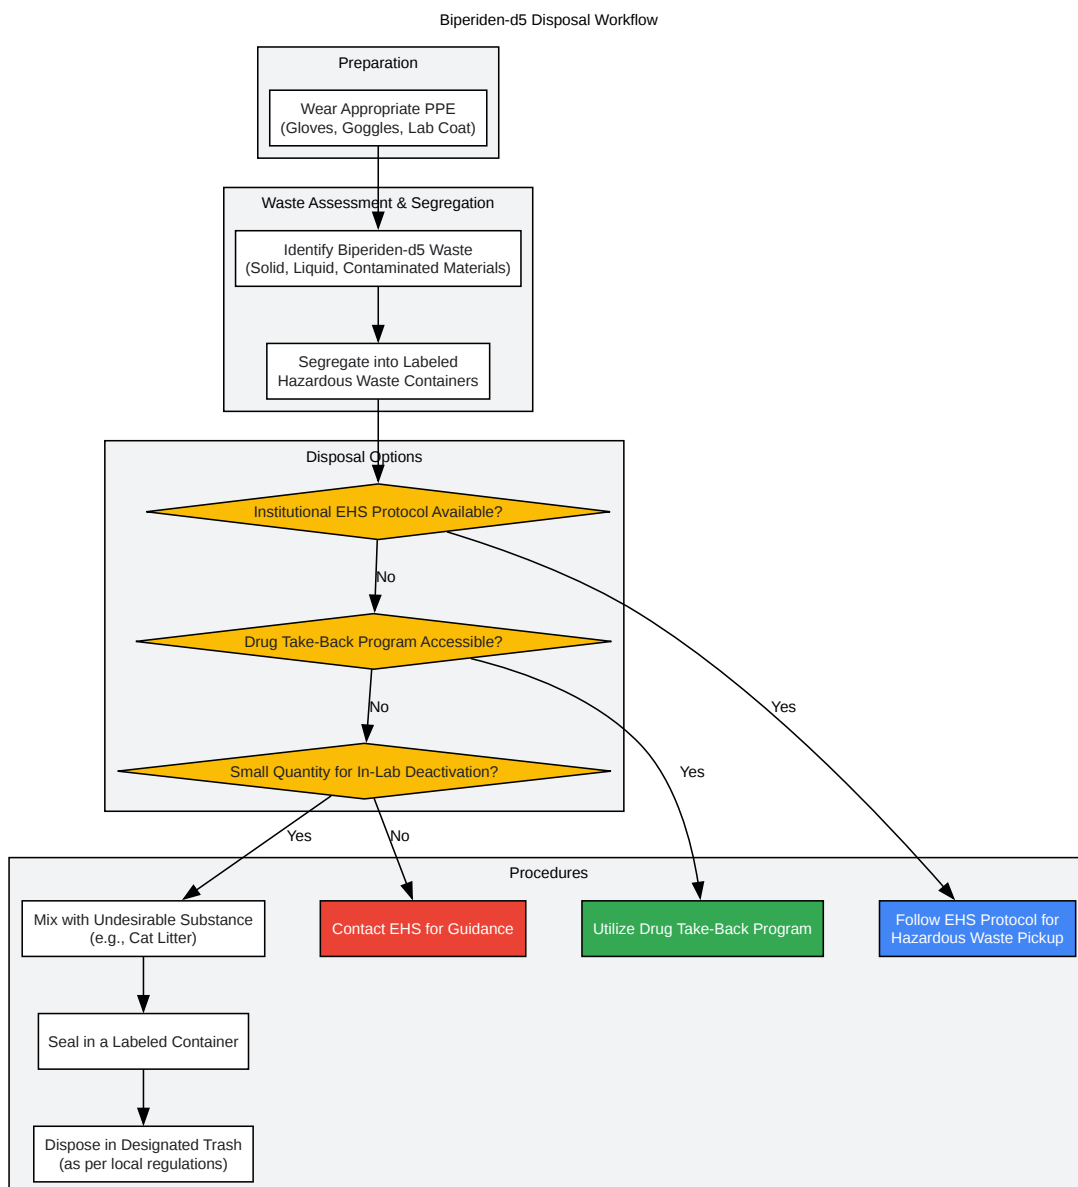 Biperiden-d5 Disposal Workflow
Preparation
Wear Appropriate PPE
(Gloves, Goggles, Lab Coat)
Waste Assessment & Segregation
Identify Biperiden-d5 Waste
(Solid, Liquid, Contaminated Materials)
Segregate into Labeled
Hazardous Waste Containers
Disposal Options
Institutional EHS Protocol Available?
No
Drug Take-Back Program Accessible?
No
Yes
Small Quantity for In-Lab Deactivation?
Yes
Yes
No
Procedures
Mix with Undesirable Substance
(e.g., Cat Litter)
Contact EHS for Guidance
Utilize Drug Take-Back Program
Follow EHS Protocol for
Hazardous Waste Pickup
Seal in a Labeled Container
Dispose in Designated Trash
(as per local regulations)